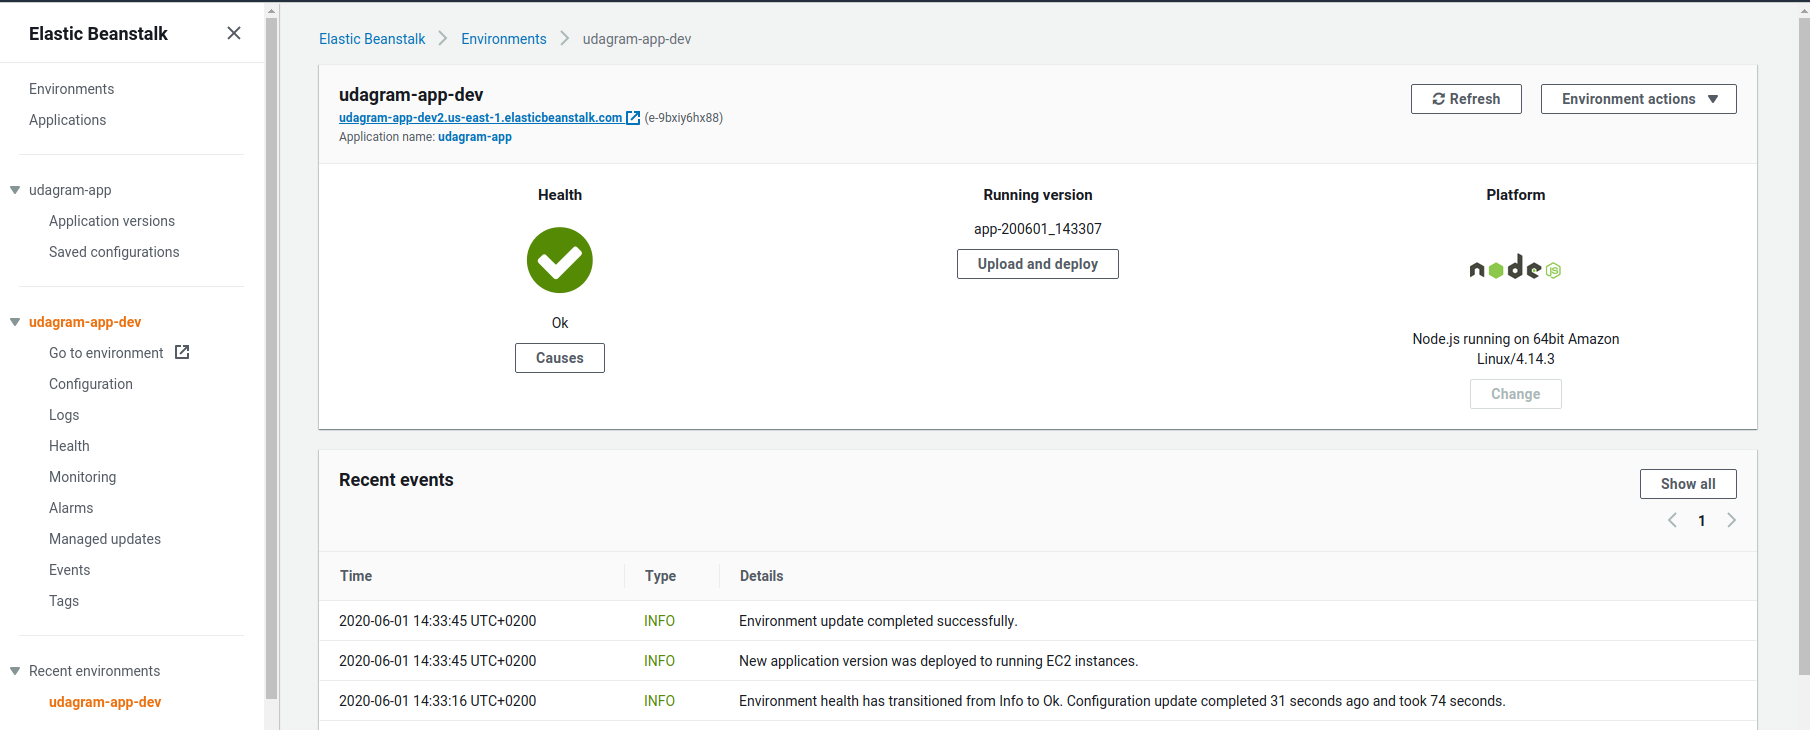 Elastic Beanstalk
Environments
Applications
udagram-app
Application versions
Saved configurations
udagram-app-dev
Go to environment
Configuration
Logs
Health
Monitoring
Alarms
Managed updates
Events
Tags
Recent environments
udagram-app-dev
Elastic Beanstalk Environments udagram-app-dev
udagram-app-dev
udagram-app-dev2.us-east-1.elasticbeanstalk.com (e-9bxiy6hx88)
Application name: udagram-app
Refresh
Environment actions
Health
Ok
Causes
Running version
app-200601_143307
Upload and deploy
Platform
node JS
Node.js running on 64bit Amazon
Linux/4.14.3
Change
Recent events
Show all
1
Time Type Details
2020-06-01 14:33:45 UTC+0200 INFO Environment update completed successfully.
2020-06-01 14:33:45 UTC+0200 INFO New application version was deployed to running EC2 instances.
2020-06-01 14:33:16 UTC+0200 INFO Environment health has transitioned from Info to Ok. Configuration update completed 31 seconds ago and took 74 seconds.